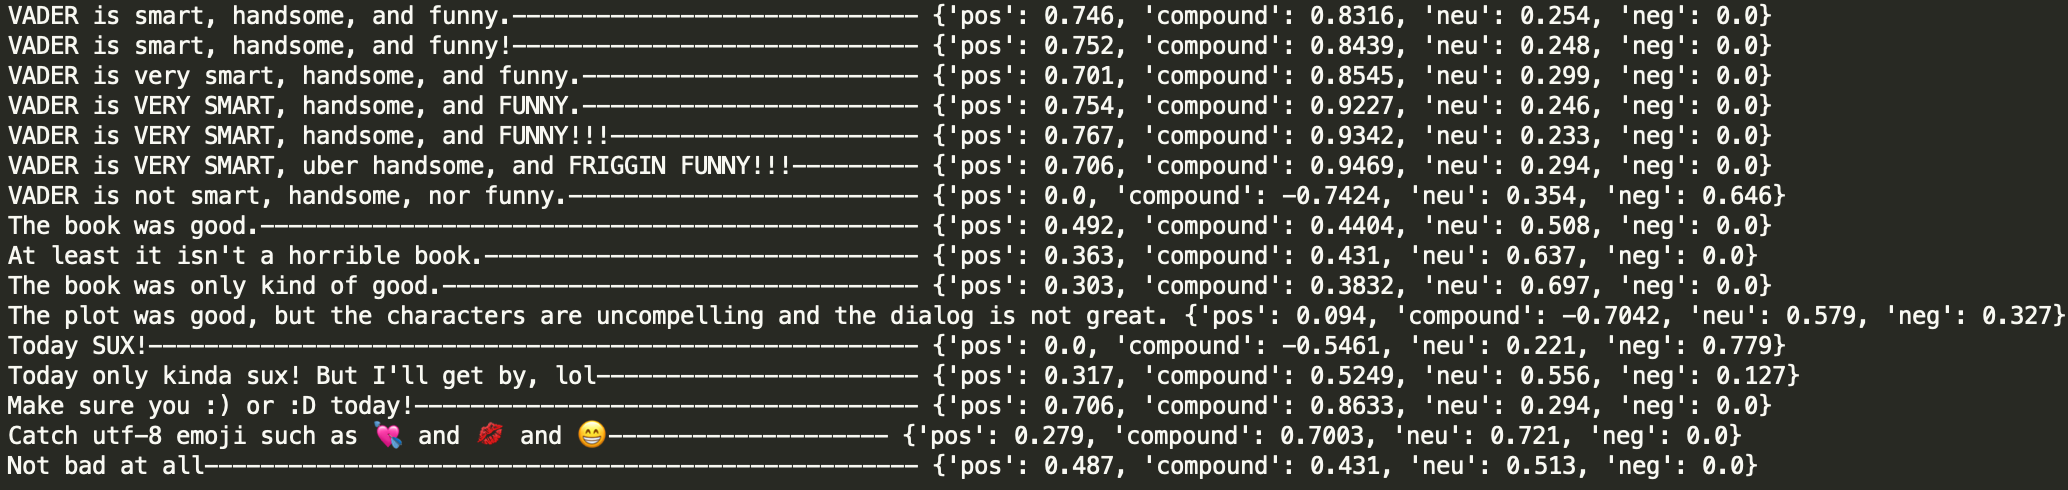 VADER is smart, handsome, and funny.----------------------------- {'pos': 0.746, 'compound': 0.8316, 'neu': 0.254, 'neg': 0.0}
VADER is smart, handsome, and funny!----------------------------- {'pos': 0.752, 'compound': 0.8439, 'neu': 0.248, 'neg': 0.0}
VADER is very smart, handsome, and funny.------------------------ {'pos': 0.701, 'compound': 0.8545, 'neu': 0.299, 'neg': 0.0}
VADER is VERY SMART, handsome, and FUNNY.------------------------ {'pos': 0.754, 'compound': 0.9227, 'neu': 0.246, 'neg': 0.0}
VADER is VERY SMART, handsome, and FUNNY!!!---------------------- {'pos': 0.767, 'compound': 0.9342, 'neu': 0.233, 'neg': 0.0}
VADER is VERY SMART, uber handsome, and FRIGGIN FUNNY!!!--------- {'pos': 0.706, 'compound': 0.9469, 'neu': 0.294, 'neg': 0.0}
VADER is not smart, handsome, nor funny.------------------------- {'pos': 0.0, 'compound': -0.7424, 'neu': 0.354, 'neg': 0.646}
The book was good.----------------------------------------------- {'pos': 0.492, 'compound': 0.4404, 'neu': 0.508, 'neg': 0.0}
At least it isn't a horrible book.------------------------------- {'pos': 0.363, 'compound': 0.431, 'neu': 0.637, 'neg': 0.0}
The book was only kind of good.---------------------------------- {'pos': 0.303, 'compound': 0.3832, 'neu': 0.697, 'neg': 0.0}
The plot was good, but the characters are uncompelling and the dialog is not great. {'pos': 0.094, 'compound': -0.7042, 'neu': 0.579, 'neg': 0.327}
Today SUX!------------------------------------------------------- {'pos': 0.0, 'compound': -0.5461, 'neu': 0.221, 'neg': 0.779}
Today only kinda sux! But I'll get by, lol----------------------- {'pos': 0.317, 'compound': 0.5249, 'neu': 0.556, 'neg': 0.127}
Make sure you :) or :D today!------------------------------------ {'pos': 0.706, 'compound': 0.8633, 'neu': 0.294, 'neg': 0.0}
Catch utf-8 emoji such as 💘 and 💋 and 😁-------------------- {'pos': 0.279, 'compound': 0.7003, 'neu': 0.721, 'neg': 0.0}
Not bad at all--------------------------------------------------- {'pos': 0.487, 'compound': 0.431, 'neu': 0.513, 'neg': 0.0}